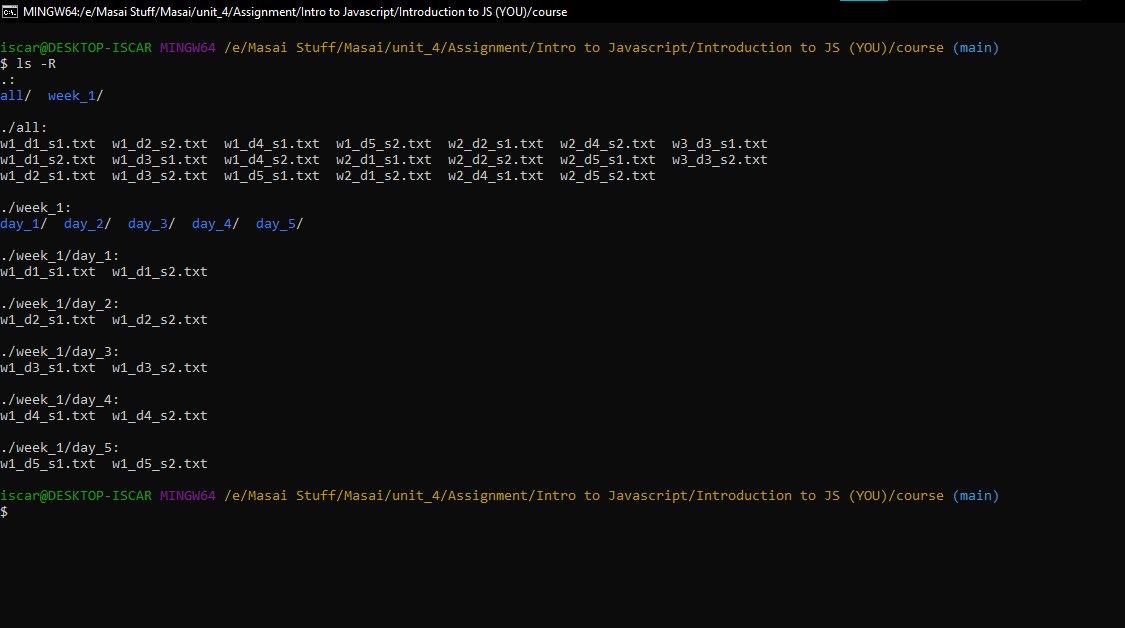 MINGW64:/e/Masai Stuff/Masai/unit_4/Assignment/Intro to Javascript/Introduction to JS (YOU)/course
iscar@DESKTOP-ISCAR MINGW64 /e/Masai Stuff/Masai/unit_4/Assignment/Intro to Javascript/Introduction to JS (YOU)/course (main)
$ ls -R
.:
all/  week_1/
./all:
w1_d1_s1.txt  w1_d2_s2.txt  w1_d4_s1.txt  w1_d5_s2.txt  w2_d2_s1.txt  w2_d4_s2.txt  w3_d3_s1.txt
w1_d1_s2.txt  w1_d3_s1.txt  w1_d4_s2.txt  w2_d1_s1.txt  w2_d2_s2.txt  w2_d5_s1.txt  w3_d3_s2.txt
w1_d2_s1.txt  w1_d3_s2.txt  w1_d5_s1.txt  w2_d1_s2.txt  w2_d4_s1.txt  w2_d5_s2.txt
./week_1:
day_1/  day_2/  day_3/  day_4/  day_5/
./week_1/day_1:
w1_d1_s1.txt  w1_d1_s2.txt
./week_1/day_2:
w1_d2_s1.txt  w1_d2_s2.txt
./week_1/day_3:
w1_d3_s1.txt  w1_d3_s2.txt
./week_1/day_4:
w1_d4_s1.txt  w1_d4_s2.txt
./week_1/day_5:
w1_d5_s1.txt  w1_d5_s2.txt
iscar@DESKTOP-ISCAR MINGW64 /e/Masai Stuff/Masai/unit_4/Assignment/Intro to Javascript/Introduction to JS (YOU)/course (main)
$